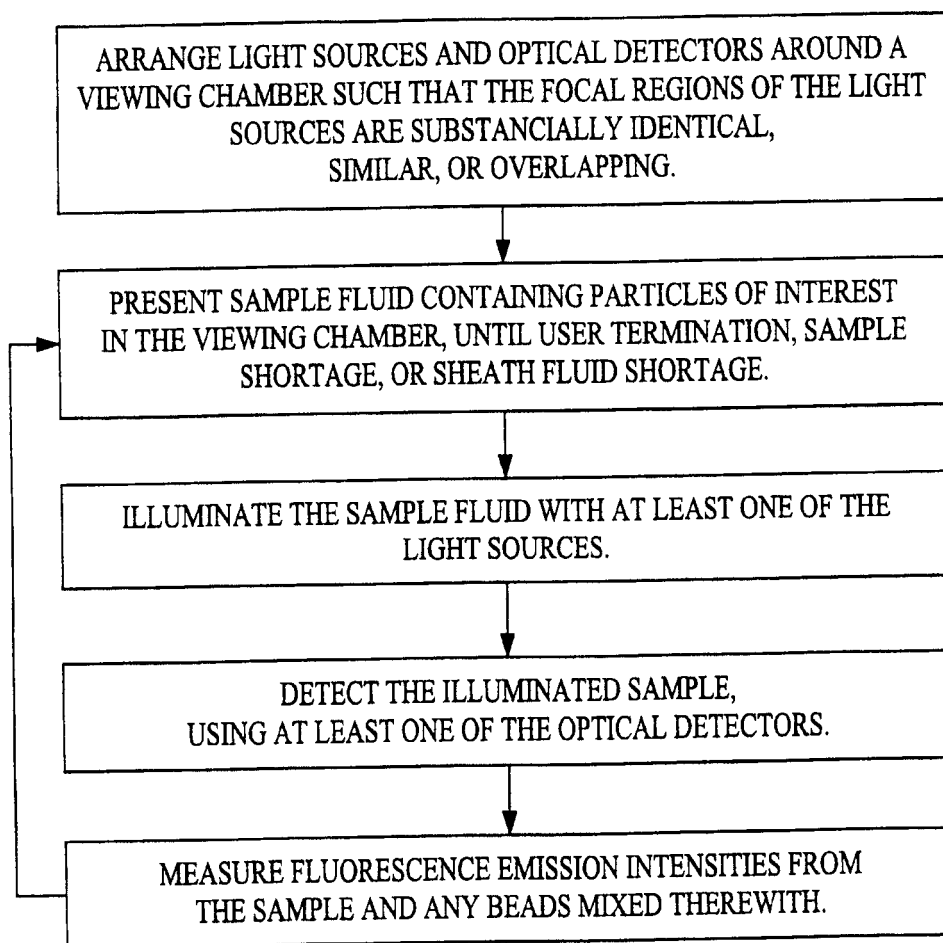 ARRANGE LIGHT SOURCES AND OPTICAL DETECTORS AROUND A
VIEWING CHAMBER SUCH THAT THE FOCAL REGIONS OF THE LIGHT
SOURCES ARE SUBSTANCIALLY IDENTICAL,
SIMILAR, OR OVERLAPPING.
PRESENT SAMPLE FLUID CONTAINING PARTICLES OF INTEREST
IN THE VIEWING CHAMBER, UNTIL USER TERMINATION, SAMPLE
SHORTAGE, OR SHEATH FLUID SHORTAGE.
ILLUMINATE THE SAMPLE FLUID WITH AT LEAST ONE OF THE
LIGHT SOURCES.
DETECT THE ILLUMINATED SAMPLE,
USING AT LEAST ONE OF THE OPTICAL DETECTORS.
MEASURE FLUORESCENCE EMISSION INTENSITIES FROM
THE SAMPLE AND ANY BEADS MIXED THEREWITH.